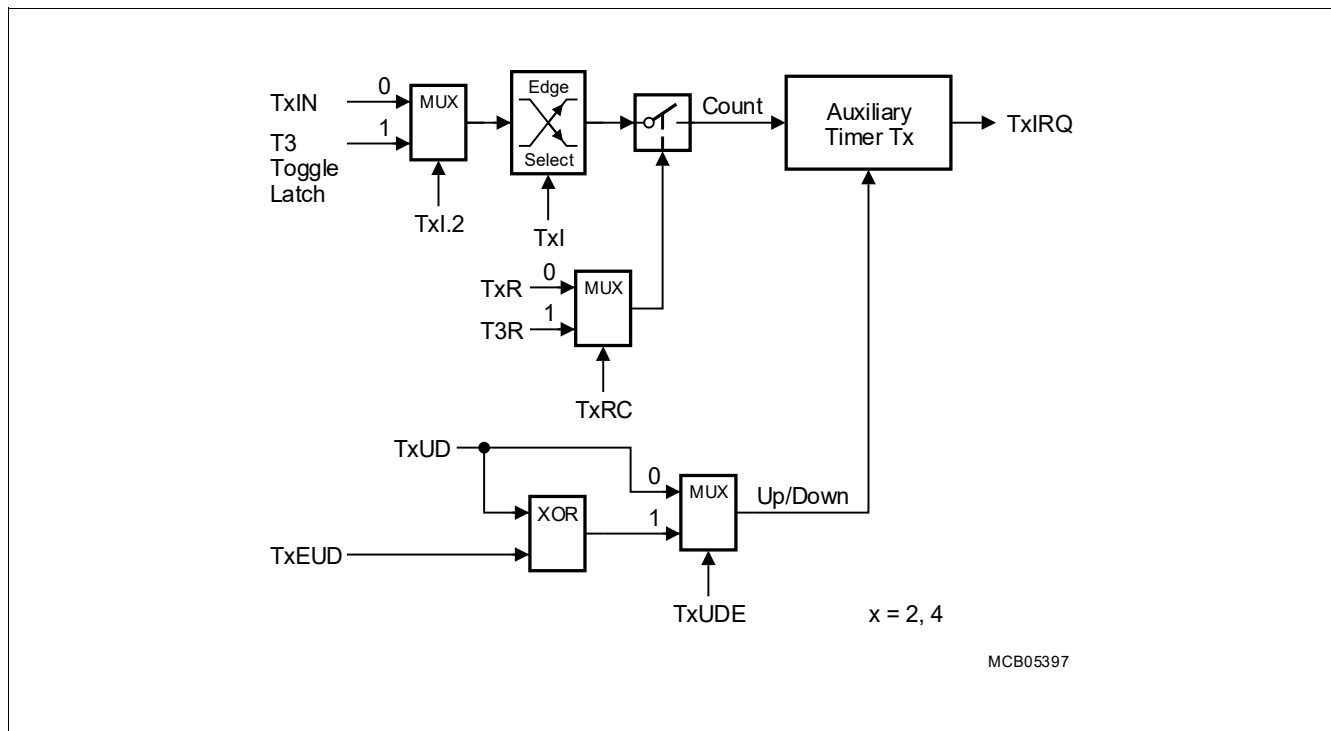 TxIN
0
MUX
Edge
Select
Count
Auxiliary
Timer Tx
TxIRQ
T3
Toggle
Latch
1
TxI.2
TxI
TxR
0
MUX
T3R
1
TxRC
TxUD
0
MUX
Up/Down
XOR
1
TxEUD
TxUDE
x = 2, 4
MCB05397